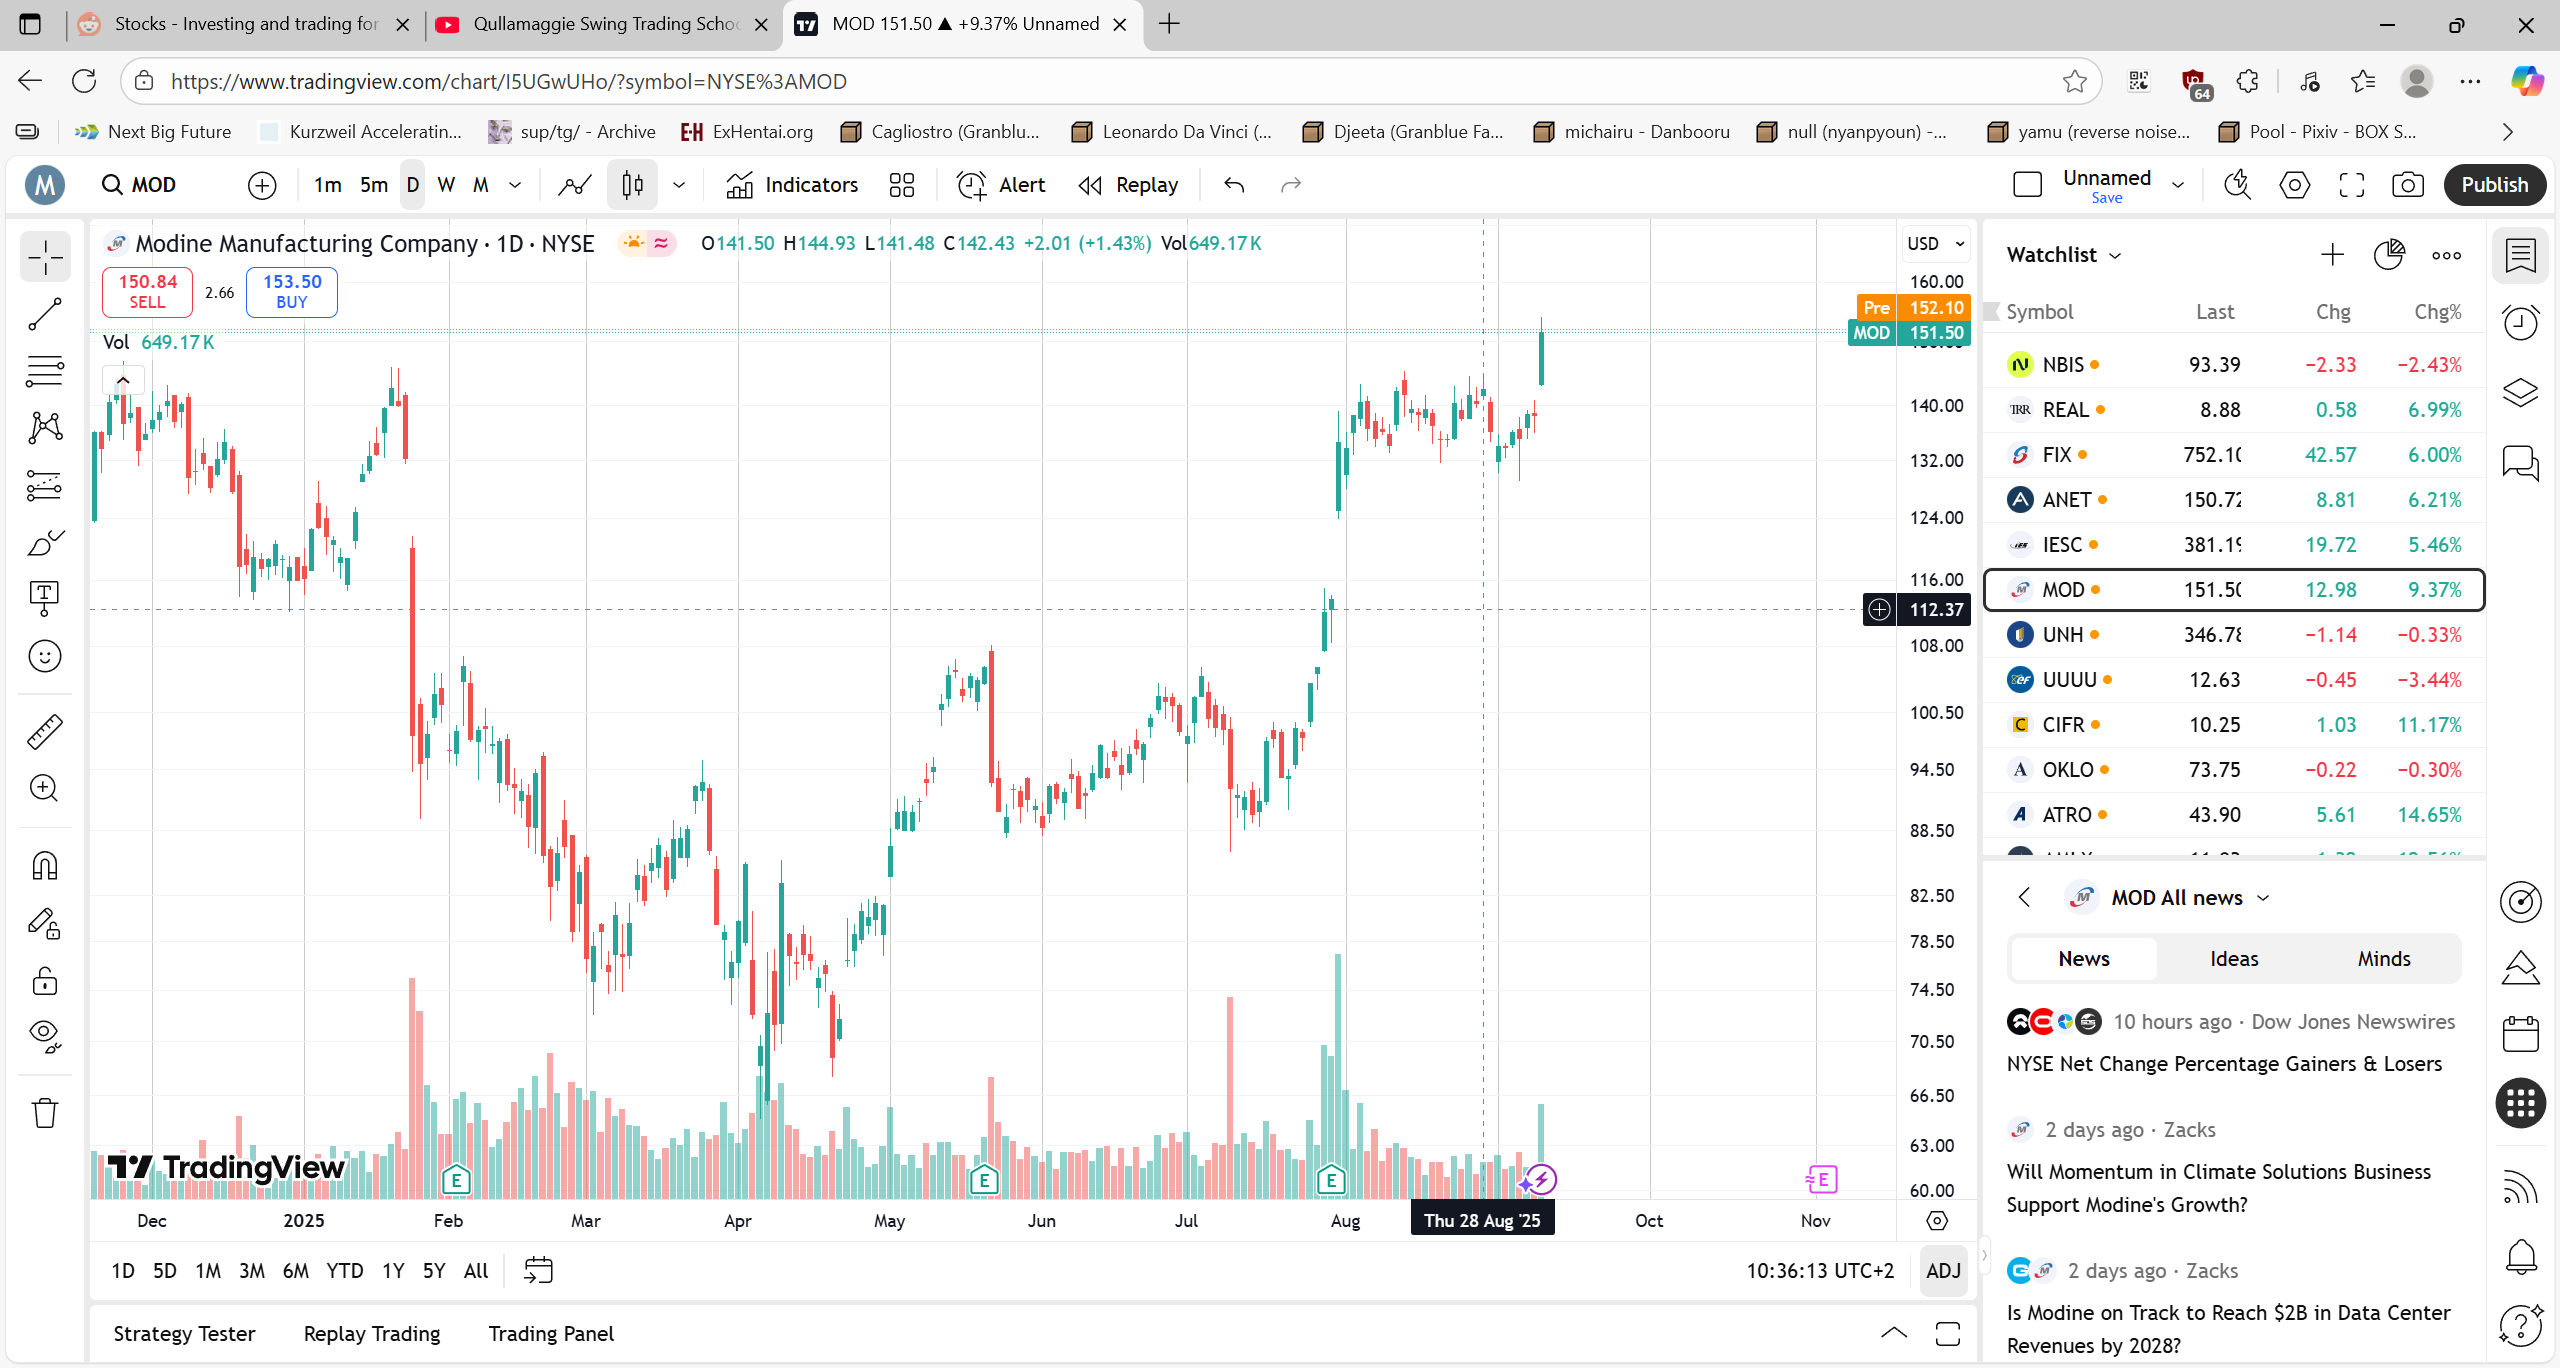 Stocks - Investing and trading for
Qullamaggie Swing Trading Schoo
MOD 151.50 ▲ +9.37% Unnamed
https://www.tradingview.com/chart/I5UGwUHo/?symbol=NYSE%3AMOD
64
Next Big Future
Kurzweil Acceleratin...
sup/tg/ - Archive
E-H ExHentai.org
Cagliostro (Granblu...
Leonardo Da Vinci (...
Djeeta (Granblue Fa...
michairu - Danbooru
null (nyanpyoun) -...
yamu (reverse noise...
Pool - Pixiv - BOX S...
M MOD 1m 5m D W M Indicators Alert Replay Unnamed Save Publish
Modine Manufacturing Company · 1D · NYSE O141.50 H144.93 L141.48 C142.43 +2.01 (+1.43%) Vol649.17K
USD
150.84 SELL 2.66 153.50 BUY
Vol 649.17K
160.00
Pre 152.10
MOD 151.50
140.00
132.00
124.00
116.00
112.37
108.00
100.50
94.50
88.50
82.50
78.50
74.50
70.50
66.50
63.00
60.00
TradingView
E E E E
Dec 2025 Feb Mar Apr May Jun Jul Aug Thu 28 Aug '25 Oct Nov
1D 5D 1M 3M 6M YTD 1Y 5Y All
10:36:13 UTC+2 ADJ
Strategy Tester Replay Trading Trading Panel
Watchlist
Symbol Last Chg Chg%
NBIS 93.39 −2.33 −2.43%
TRR REAL 8.88 0.58 6.99%
FIX 752.10 42.57 6.00%
ANET 150.72 8.81 6.21%
IESC 381.19 19.72 5.46%
MOD 151.50 12.98 9.37%
UNH 346.78 −1.14 −0.33%
UUUU 12.63 −0.45 −3.44%
CIFR 10.25 1.03 11.17%
OKLO 73.75 −0.22 −0.30%
ATRO 43.90 5.61 14.65%
MOD All news
News Ideas Minds
10 hours ago · Dow Jones Newswires
NYSE Net Change Percentage Gainers & Losers
2 days ago · Zacks
Will Momentum in Climate Solutions Business
Support Modine's Growth?
2 days ago · Zacks
Is Modine on Track to Reach $2B in Data Center
Revenues by 2028?